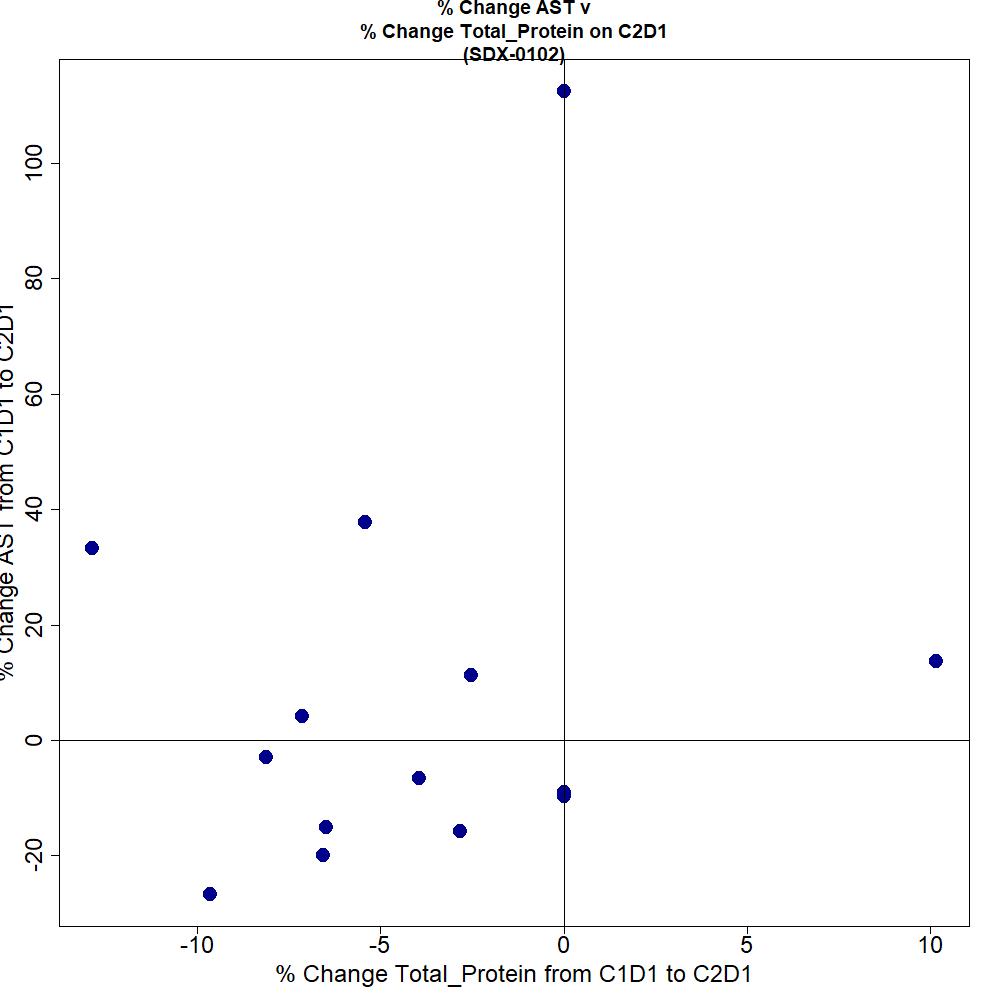 % Change AST v
% Change Total_Protein on C2D1
(SDX-0102)
% Change AST from C1D1 to C2D1
100
80
60
40
20
0
-20
-10
-5
0
5
10
% Change Total_Protein from C1D1 to C2D1